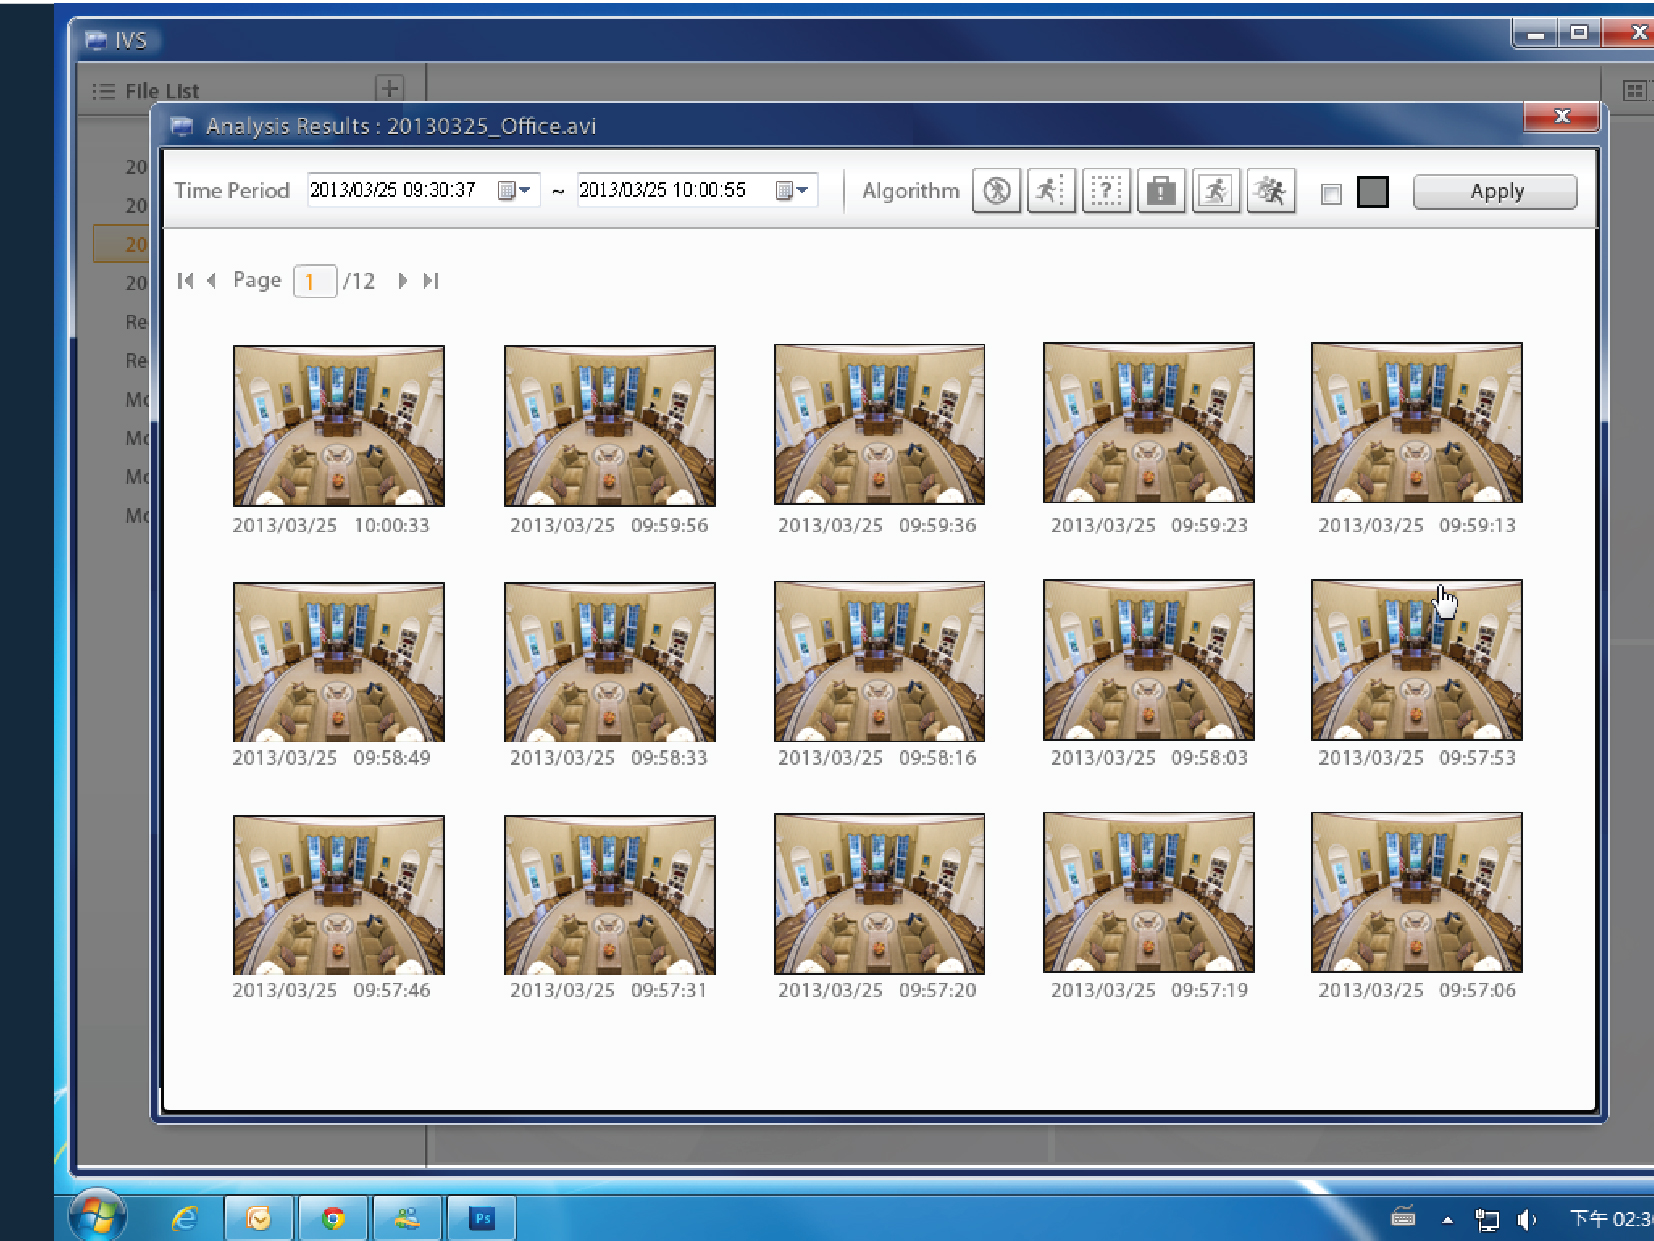 IVS
File List
Analysis Results : 20130325_Office.avi
20
20
20
20
Re
Re
Mo
Mo
Mo
Mo
Time Period 2013/03/25 09:30:37 ~ 2013/03/25 10:00:55 Algorithm ? ! Apply
Page 1 /12
2013/03/25 10:00:33 2013/03/25 09:59:56 2013/03/25 09:59:36 2013/03/25 09:59:23 2013/03/25 09:59:13
2013/03/25 09:58:49 2013/03/25 09:58:33 2013/03/25 09:58:16 2013/03/25 09:58:03 2013/03/25 09:57:53
2013/03/25 09:57:46 2013/03/25 09:57:31 2013/03/25 09:57:20 2013/03/25 09:57:19 2013/03/25 09:57:06
Ps
下午 02:3